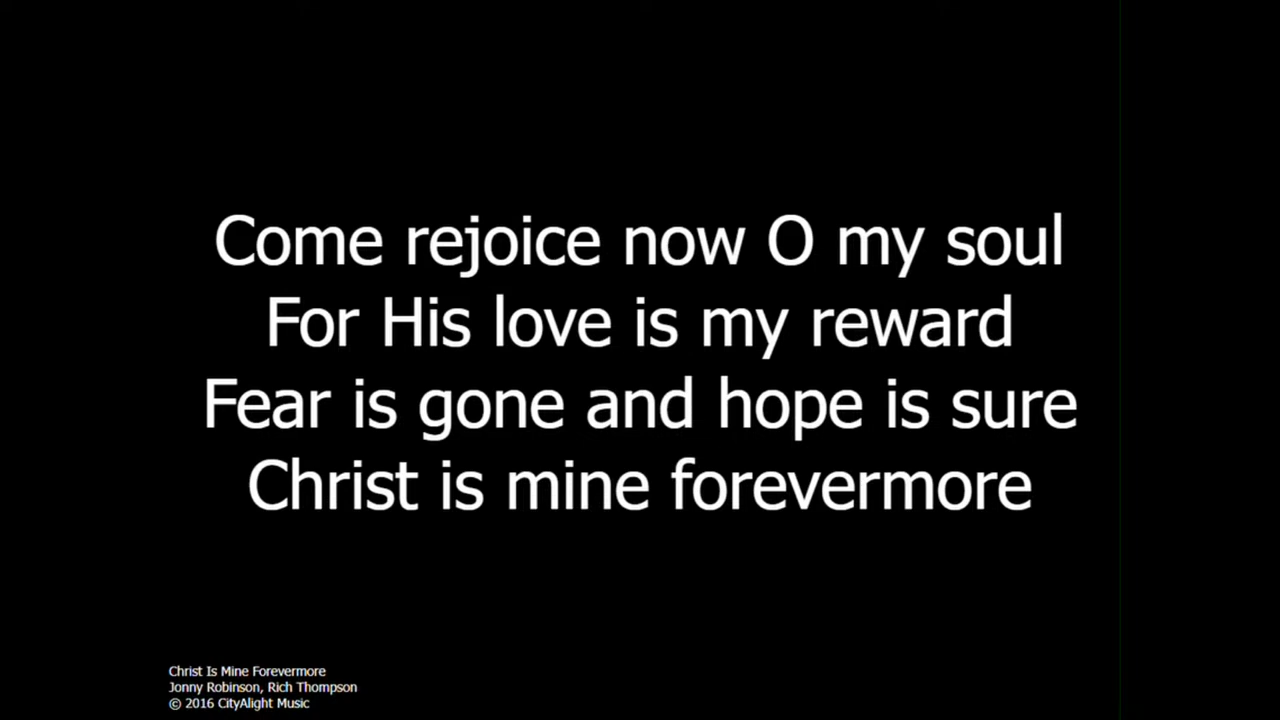 Come rejoice now O my soul
For His love is my reward
Fear is gone and hope is sure
Christ is mine forevermore
Christ Is Mine Forevermore
Jonny Robinson, Rich Thompson
© 2016 CityAlight Music